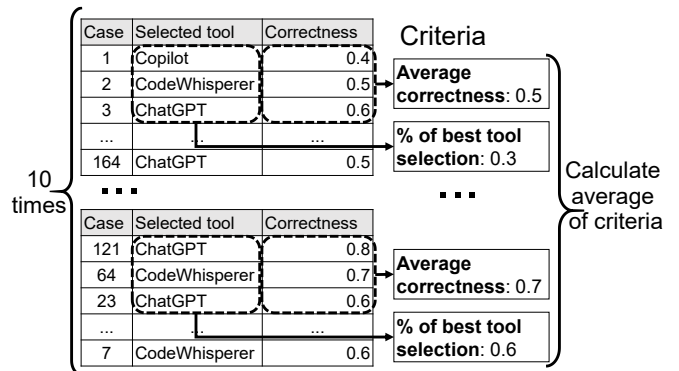 Case Selected tool Correctness
1 Copilot 0.4
2 CodeWhisperer 0.5
3 ChatGPT 0.6
... ... ...
164 ChatGPT 0.5
Criteria
Average
correctness: 0.5
% of best tool
selection: 0.3
10
times
...
...
Calculate
average
of criteria
Case Selected tool Correctness
121 ChatGPT 0.8
64 CodeWhisperer 0.7
23 ChatGPT 0.6
... ... ...
7 CodeWhisperer 0.6
Average
correctness: 0.7
% of best tool
selection: 0.6